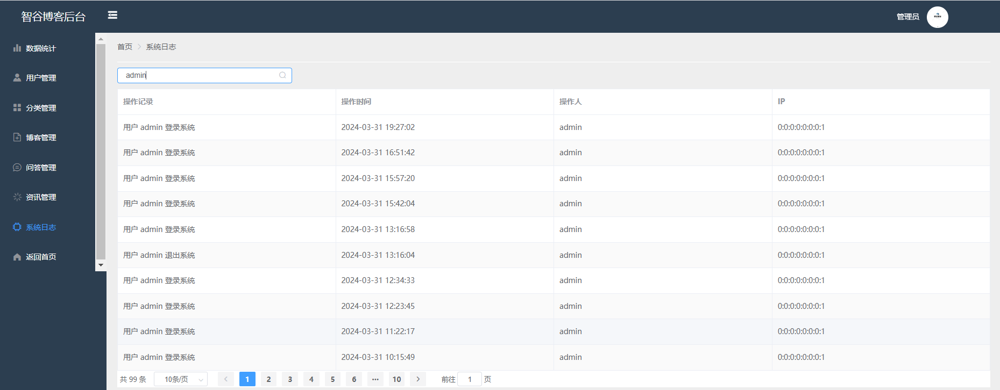 智谷博客后台
管理员
数据统计
用户管理
分类管理
博客管理
问答管理
资讯管理
系统日志
返回首页
首页 > 系统日志
admin
操作记录 操作时间 操作人 IP
用户 admin 登录系统 2024-03-31 19:27:02 admin 0:0:0:0:0:0:0:1
用户 admin 登录系统 2024-03-31 16:51:42 admin 0:0:0:0:0:0:0:1
用户 admin 登录系统 2024-03-31 15:57:20 admin 0:0:0:0:0:0:0:1
用户 admin 登录系统 2024-03-31 15:42:04 admin 0:0:0:0:0:0:0:1
用户 admin 登录系统 2024-03-31 13:16:58 admin 0:0:0:0:0:0:0:1
用户 admin 退出系统 2024-03-31 13:16:04 admin 0:0:0:0:0:0:0:1
用户 admin 登录系统 2024-03-31 12:34:33 admin 0:0:0:0:0:0:0:1
用户 admin 登录系统 2024-03-31 12:23:45 admin 0:0:0:0:0:0:0:1
用户 admin 登录系统 2024-03-31 11:22:17 admin 0:0:0:0:0:0:0:1
用户 admin 登录系统 2024-03-31 10:15:49 admin 0:0:0:0:0:0:0:1
共 99 条 10条/页 < 1 2 3 4 5 6 ··· 10 > 前往 1 页